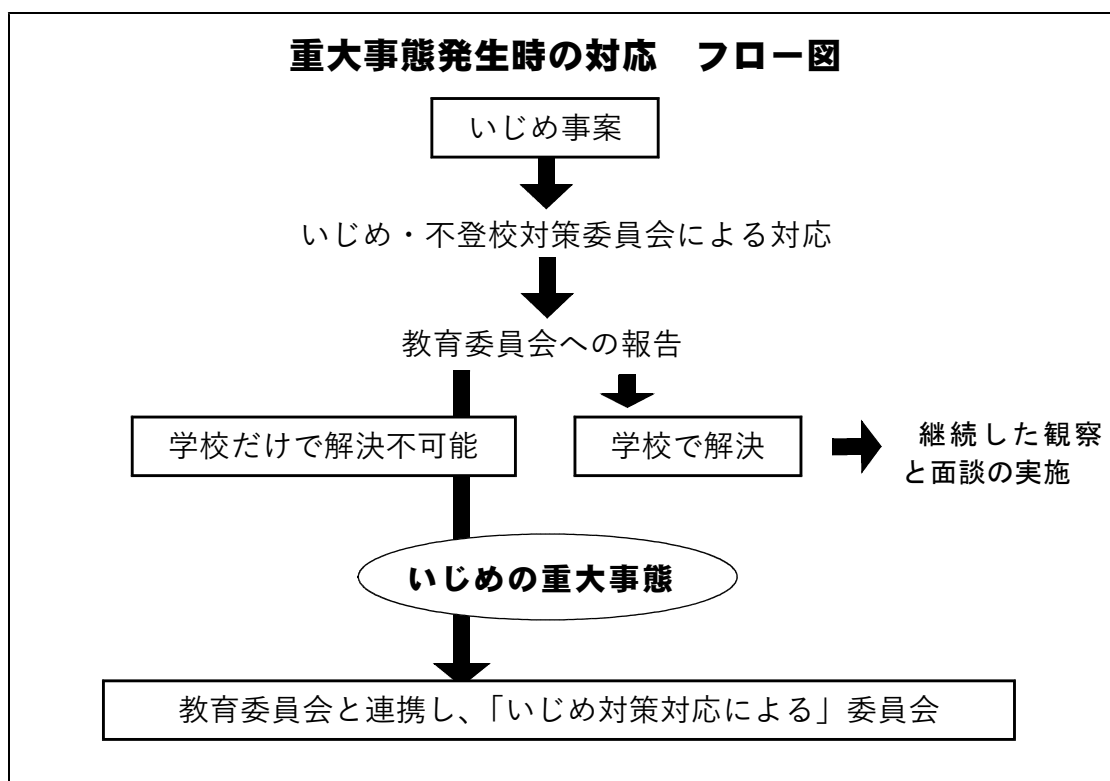 重大事態発生時の対応　フロー図
いじめ事案
いじめ・不登校対策委員会による対応
教育委員会への報告
学校だけで解決不可能
学校で解決
継続した観察
と面談の実施
いじめの重大事態
教育委員会と連携し、「いじめ対策対応による」委員会